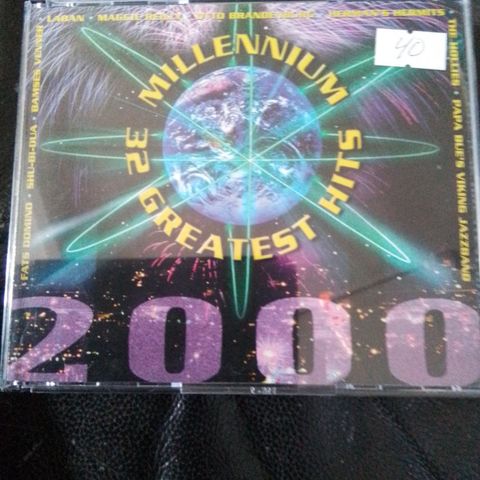 LABAN • MAGGIE REILLY • OTTO BRANDENBURG • HERMAN'S HERMITS
• THE HOLLIES • PAPA BUE'S VIKING JAZZBAND
• FATS DOMINO • SHU-BI-DUA • BAMSES VENNER
40
MILLENNIUM
32 GREATEST HITS
2000